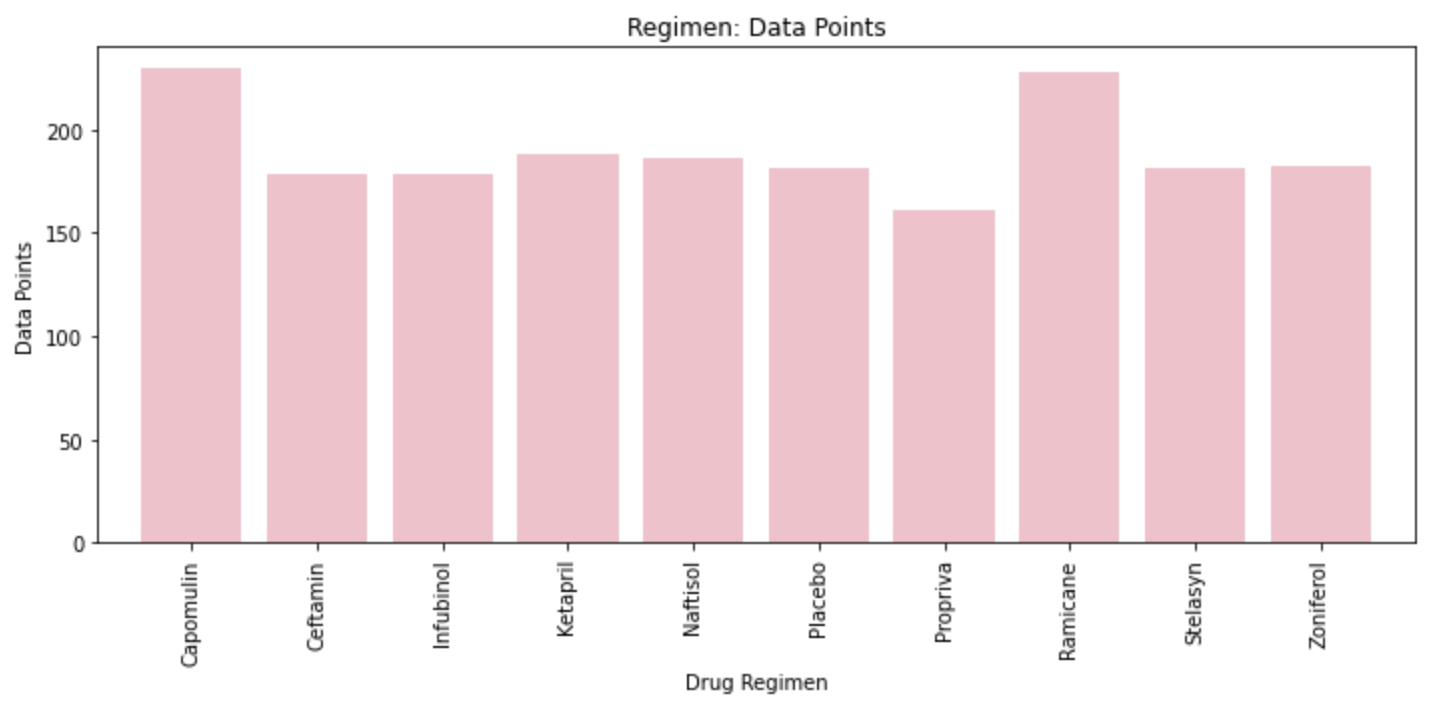 Regimen: Data Points
200
150
100
50
0
Data Points
Capomulin
Ceftamin
Infubinol
Ketapril
Naftisol
Placebo
Propriva
Ramicane
Stelasyn
Zoniferol
Drug Regimen